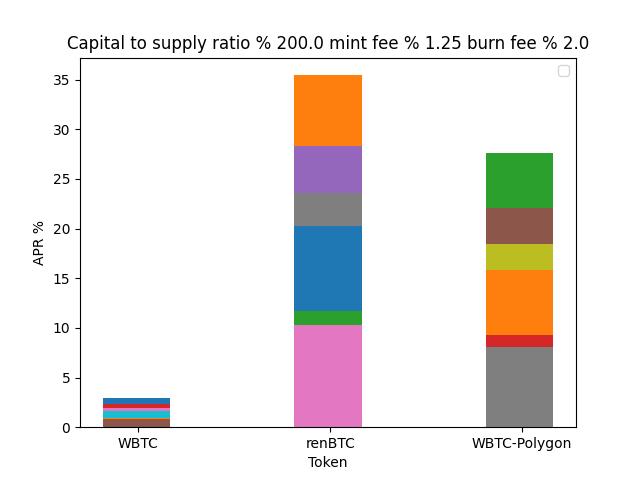 Capital to supply ratio % 200.0 mint fee % 1.25 burn fee % 2.0
35
30
25
20
15
10
5
0
APR %
WBTC renBTC WBTC-Polygon
Token